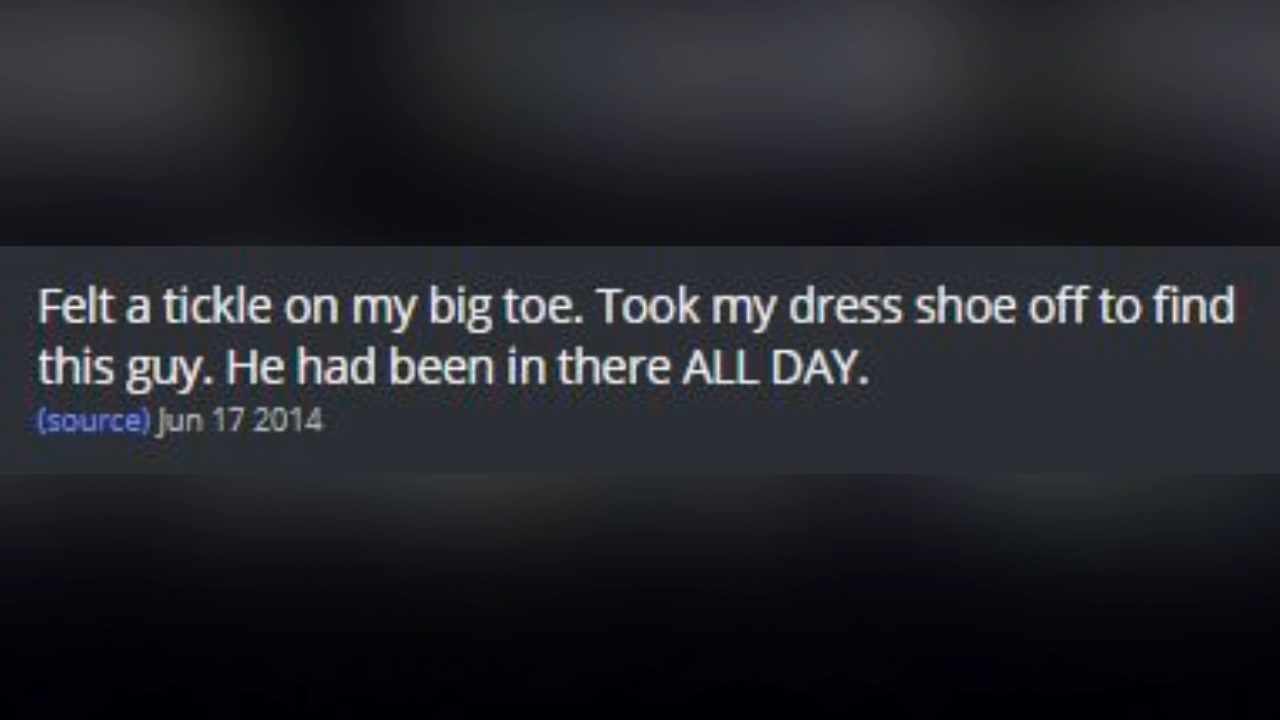 Felt a tickle on my big toe. Took my dress shoe off to find
this guy. He had been in there ALL DAY.
(source) Jun 17 2014